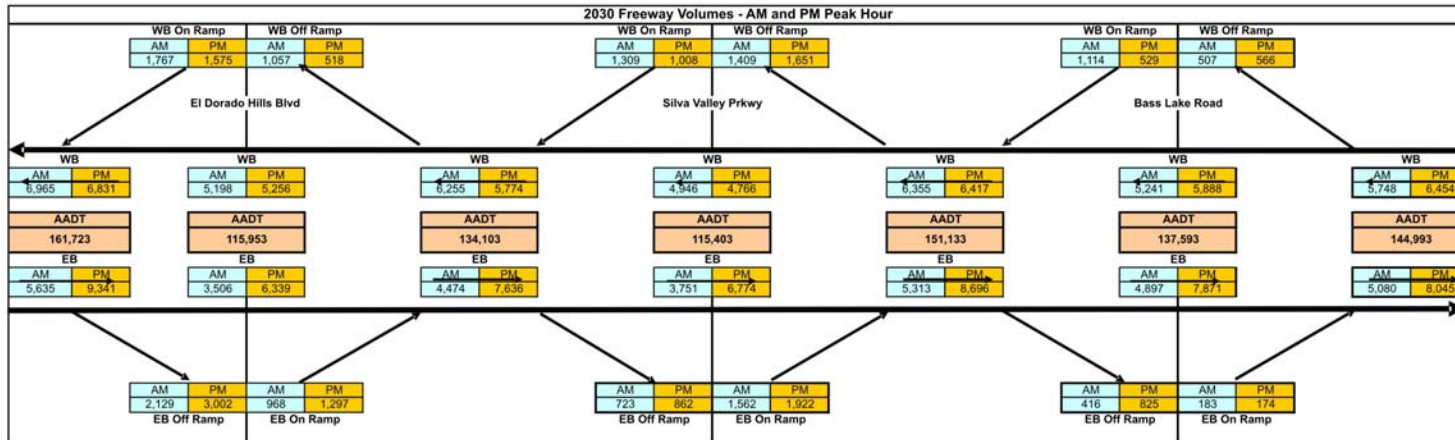 2030 Freeway Volumes - AM and PM Peak Hour
WB On Ramp WB Off Ramp WB On Ramp WB Off Ramp WB On Ramp WB Off Ramp
AM PM AM PM AM PM AM PM AM PM AM PM
1,767 1,575 1,057 518 1,309 1,008 1,409 1,651 1,114 529 507 566
El Dorado Hills Blvd Silva Valley Prkwy Bass Lake Road
WB WB WB WB WB WB WB
AM PM AM PM AM PM AM PM AM PM AM PM AM PM
6,965 6,831 5,198 5,256 6,255 5,774 4,946 4,766 6,355 6,417 5,241 5,888 5,748 6,454
AADT AADT AADT AADT AADT AADT AADT
161,723 115,953 134,103 115,403 151,133 137,593 144,993
EB EB EB EB EB EB EB
AM PM AM PM AM PM AM PM AM PM AM PM AM PM
5,635 9,341 3,506 6,339 4,474 7,636 3,751 6,774 5,313 8,696 4,897 7,871 5,080 8,045
AM PM AM PM AM PM AM PM AM PM AM PM
2,129 3,002 968 1,297 723 862 1,562 1,922 416 825 183 174
EB Off Ramp EB On Ramp EB Off Ramp EB On Ramp EB Off Ramp EB On Ramp